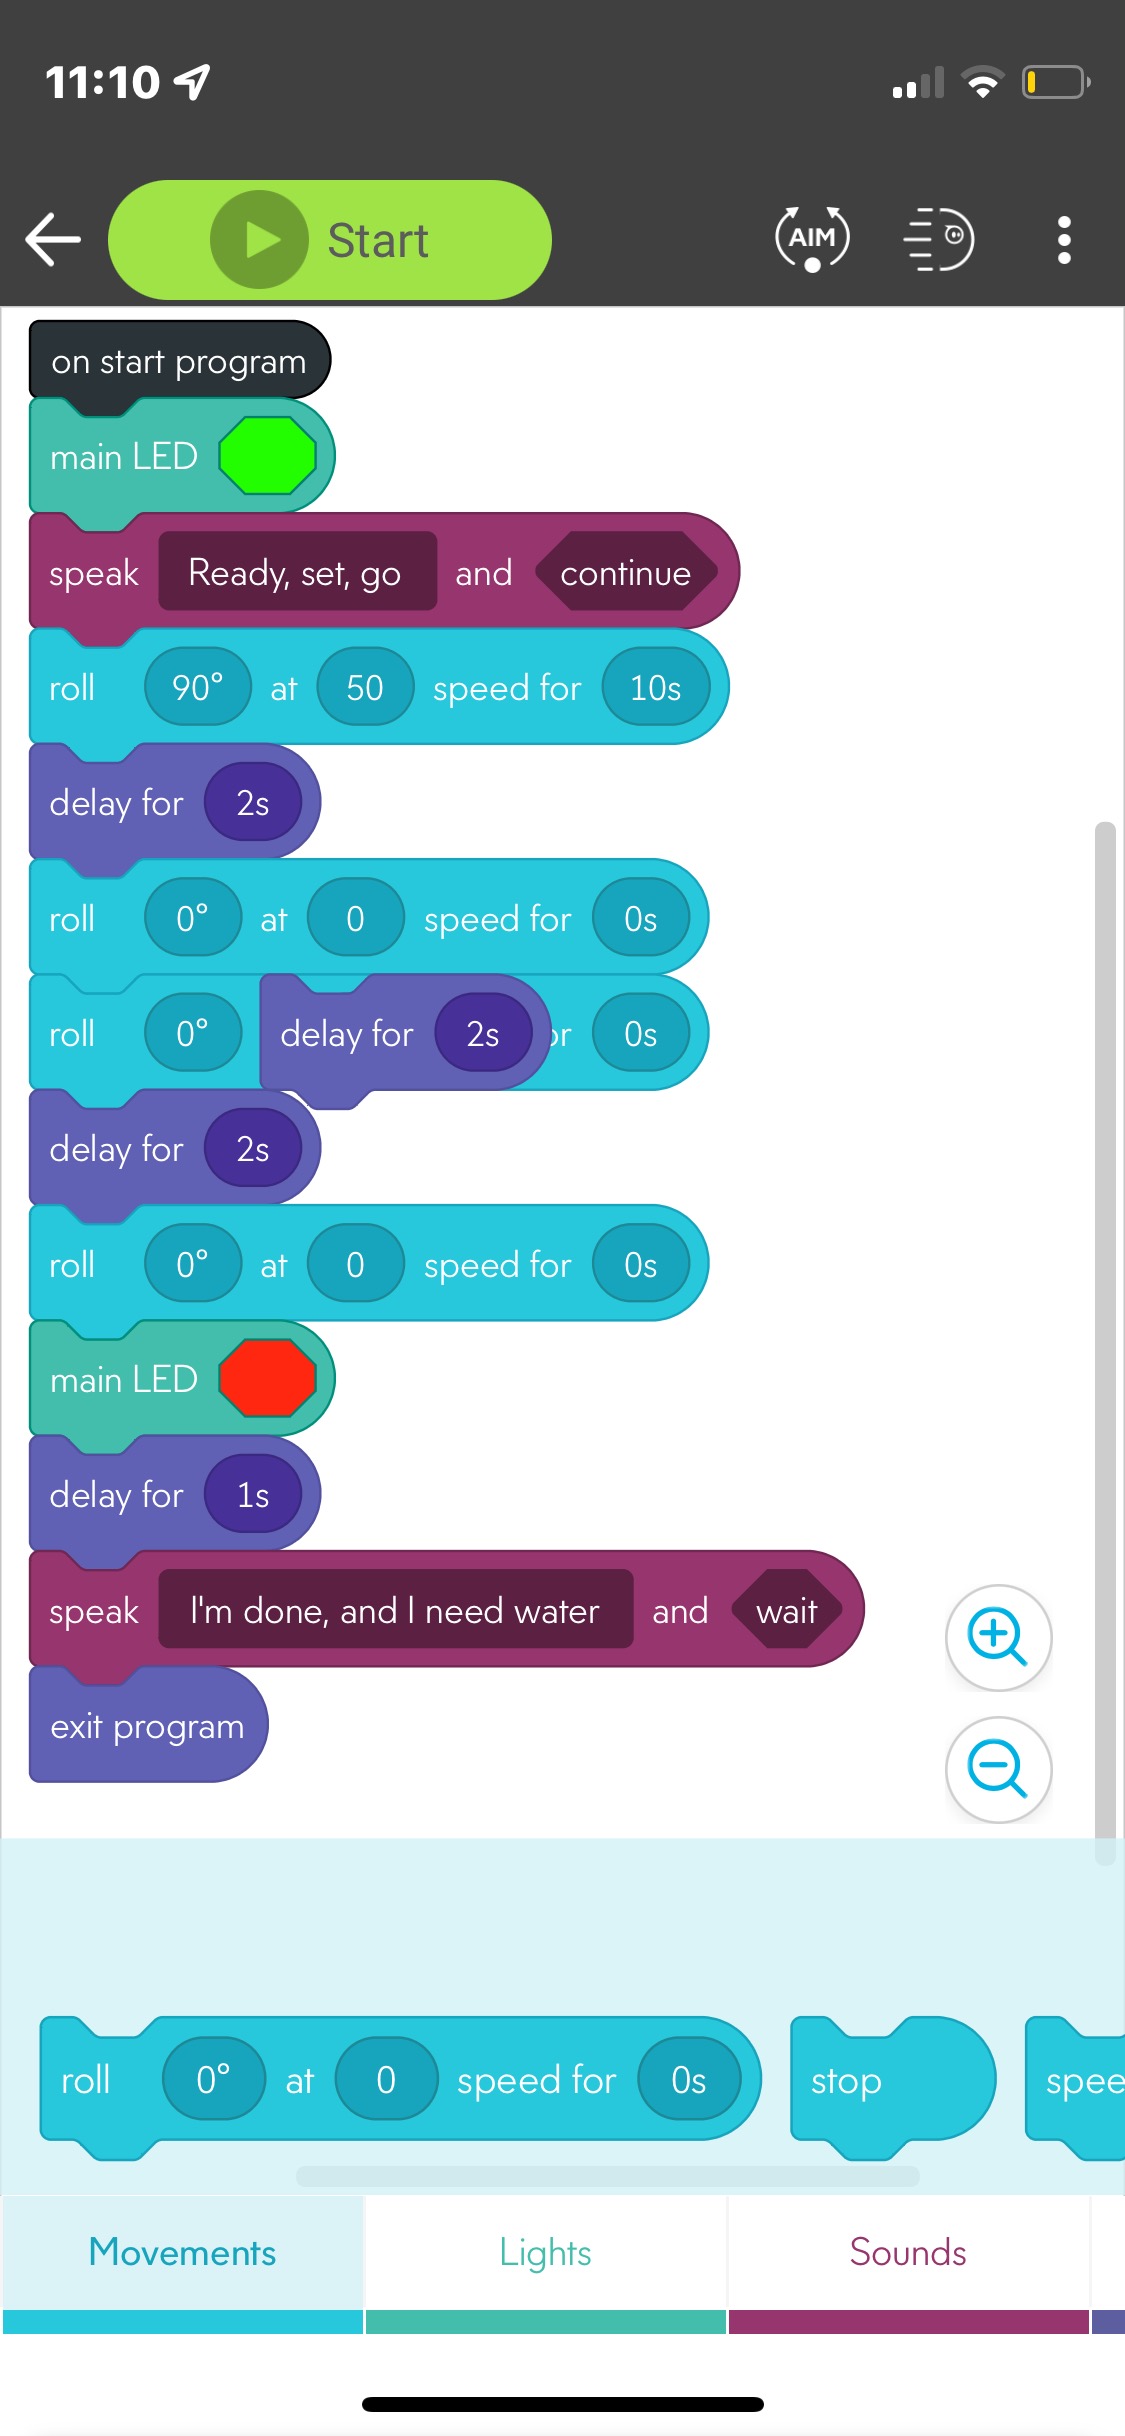 11:10
Start AIM
on start program
main LED
speak Ready, set, go and continue
roll 90° at 50 speed for 10s
delay for 2s
roll 0° at 0 speed for 0s
roll 0° delay for 2s or 0s
delay for 2s
roll 0° at 0 speed for 0s
main LED
delay for 1s
speak I'm done, and I need water and wait
exit program
roll 0° at 0 speed for 0s stop spee
Movements Lights Sounds